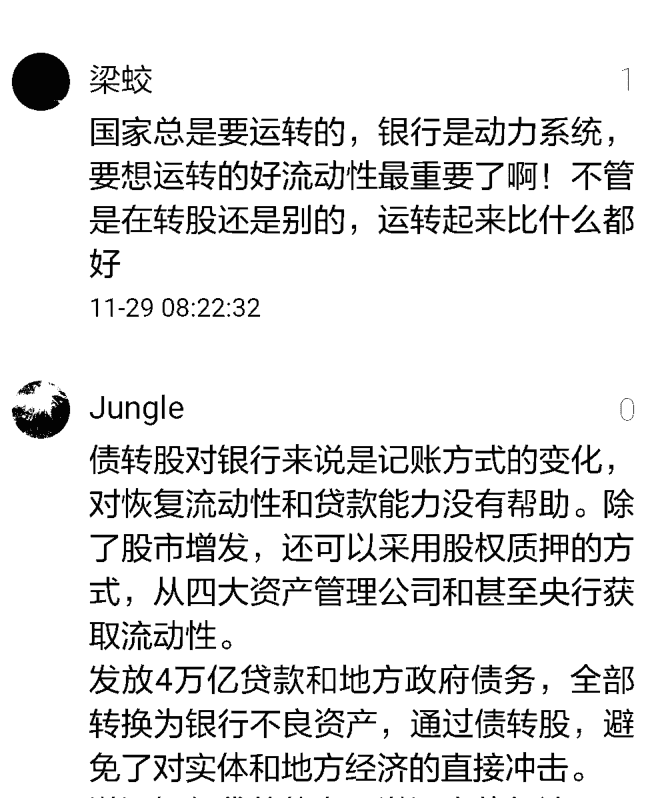 梁蛟
1
国家总是要运转的，银行是动力系统，
要想运转的好流动性最重要了啊！不管
是在转股还是别的，运转起来比什么都
好
11-29 08:22:32
Jungle
0
债转股对银行来说是记账方式的变化，
对恢复流动性和贷款能力没有帮助。除
了股市增发，还可以采用股权质押的方
式，从四大资产管理公司和甚至央行获
取流动性。
发放4万亿贷款和地方政府债务，全部
转换为银行不良资产，通过债转股，避
免了对实体和地方经济的直接冲击。